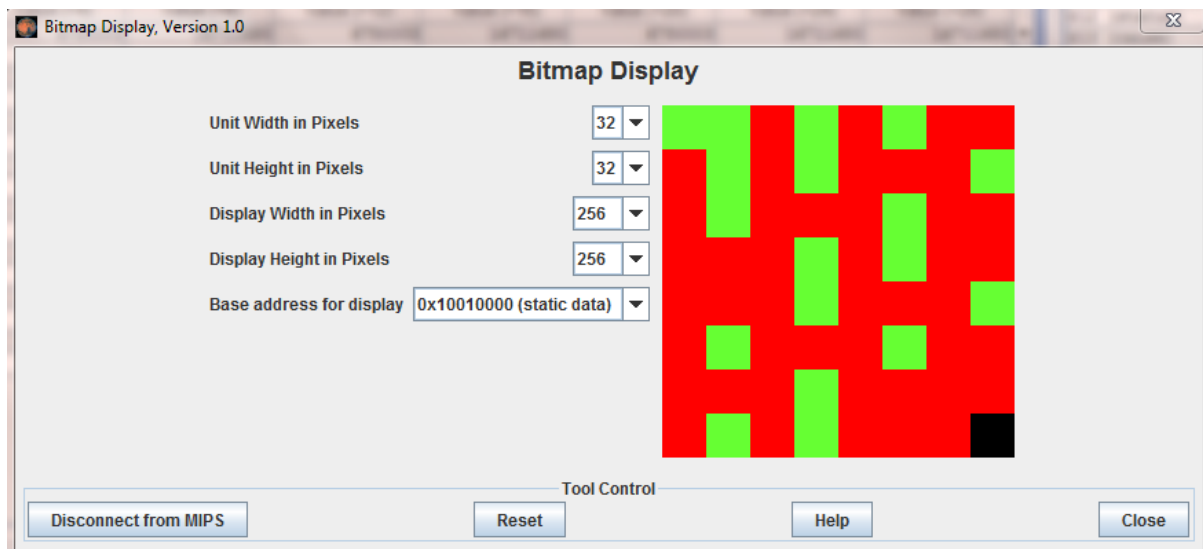 Bitmap Display, Version 1.0
Bitmap Display
Unit Width in Pixels 32
Unit Height in Pixels 32
Display Width in Pixels 256
Display Height in Pixels 256
Base address for display 0x10010000 (static data)
Tool Control
Disconnect from MIPS Reset Help Close